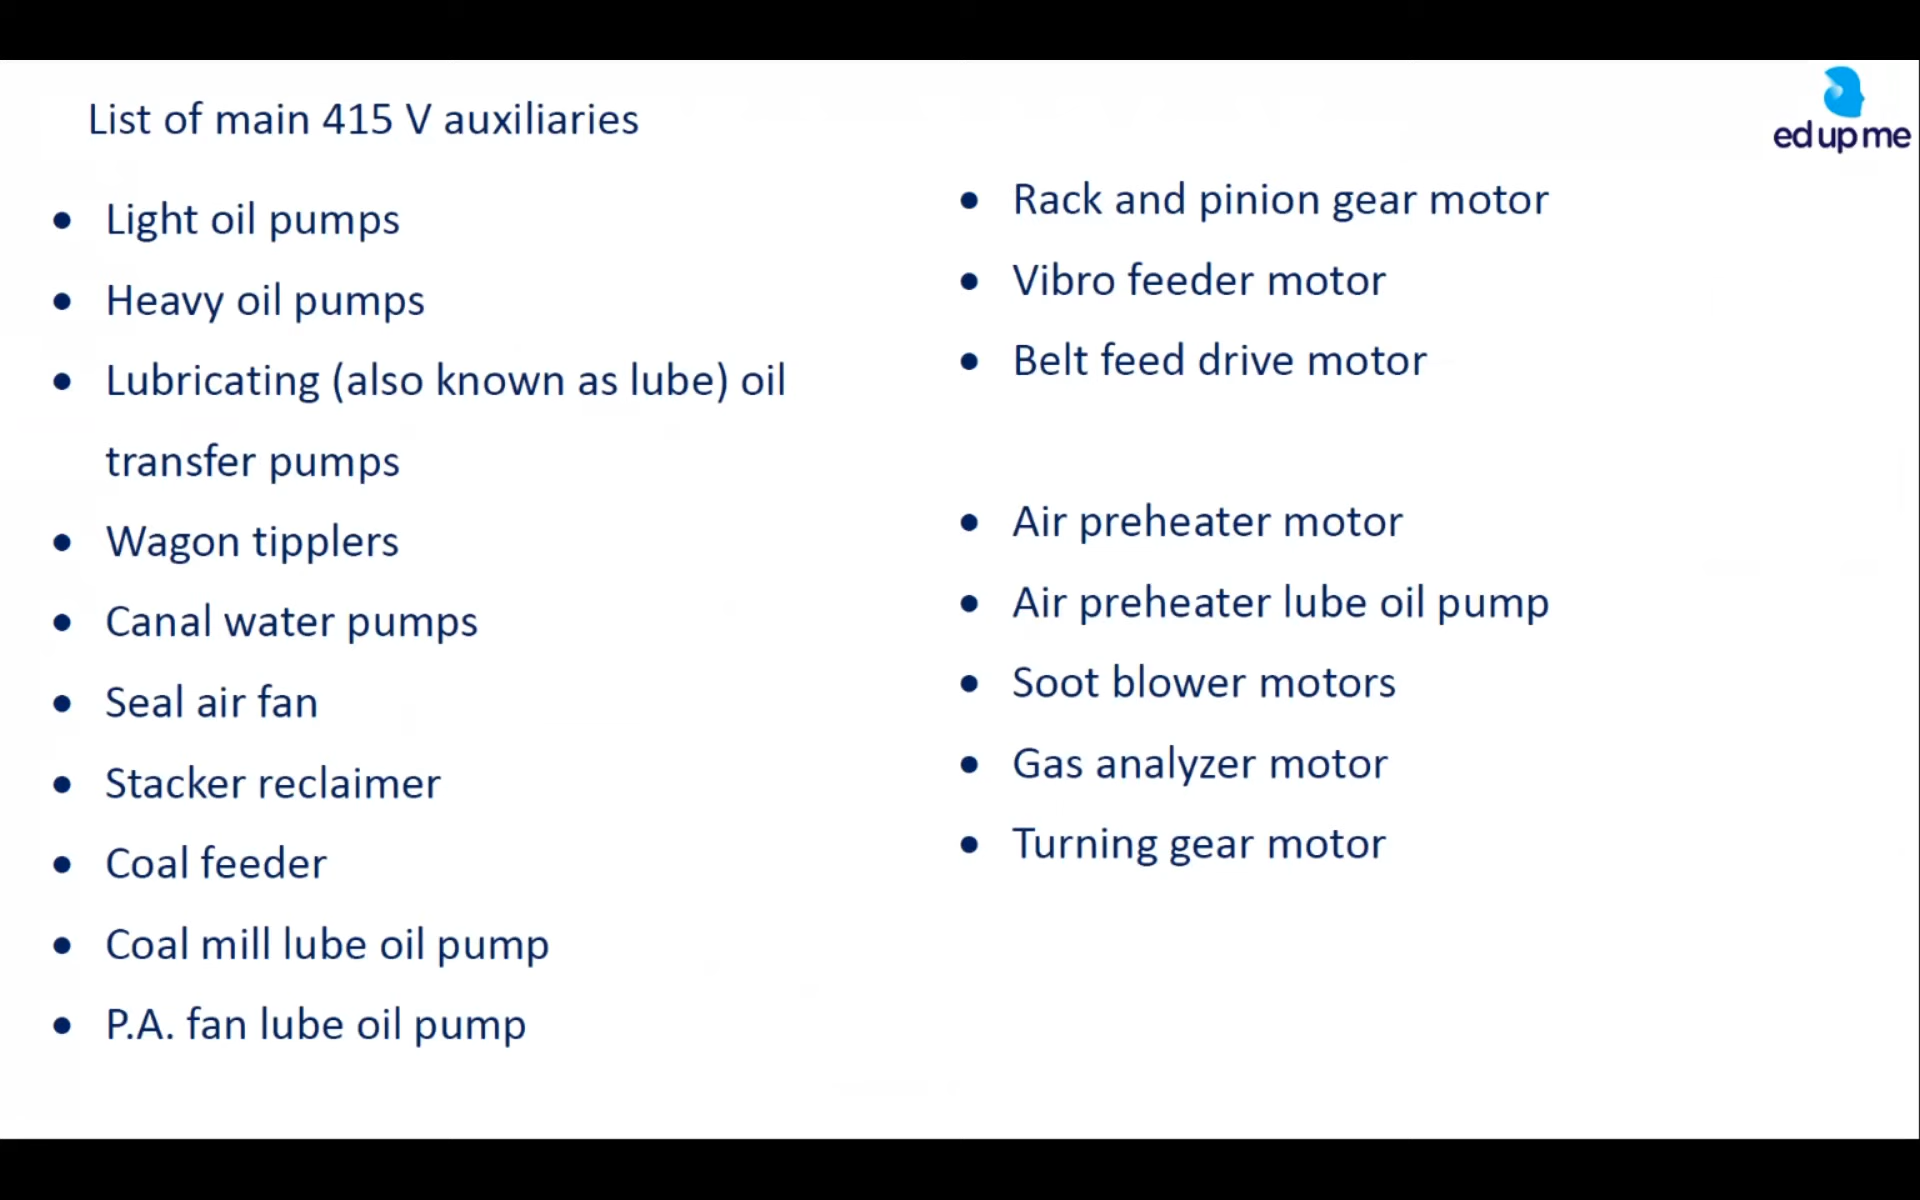 List of main 415 V auxiliaries
ed up me
• Light oil pumps
• Heavy oil pumps
• Lubricating (also known as lube) oil
transfer pumps
• Wagon tipplers
• Canal water pumps
• Seal air fan
• Stacker reclaimer
• Coal feeder
• Coal mill lube oil pump
• P.A. fan lube oil pump
• Rack and pinion gear motor
• Vibro feeder motor
• Belt feed drive motor
• Air preheater motor
• Air preheater lube oil pump
• Soot blower motors
• Gas analyzer motor
• Turning gear motor